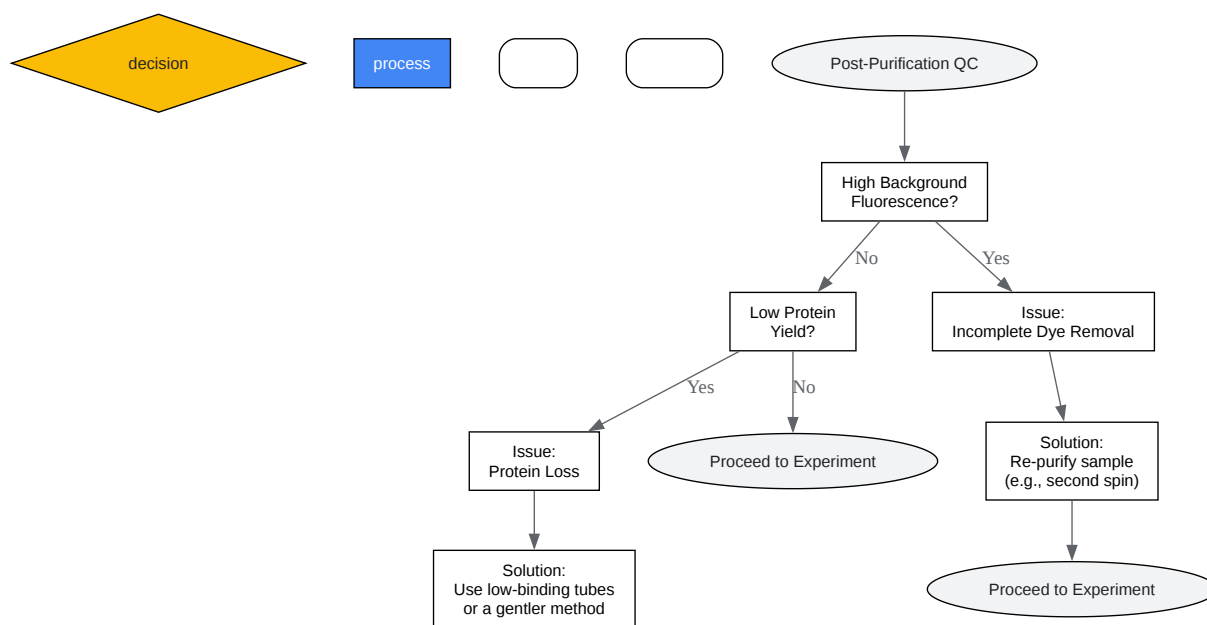 decision
process
Post-Purification QC
High Background
Fluorescence?
No
Yes
Low Protein
Yield?
Issue:
Incomplete Dye Removal
Yes
No
Issue:
Protein Loss
Proceed to Experiment
Solution:
Re-purify sample
(e.g., second spin)
Solution:
Use low-binding tubes
or a gentler method
Proceed to Experiment